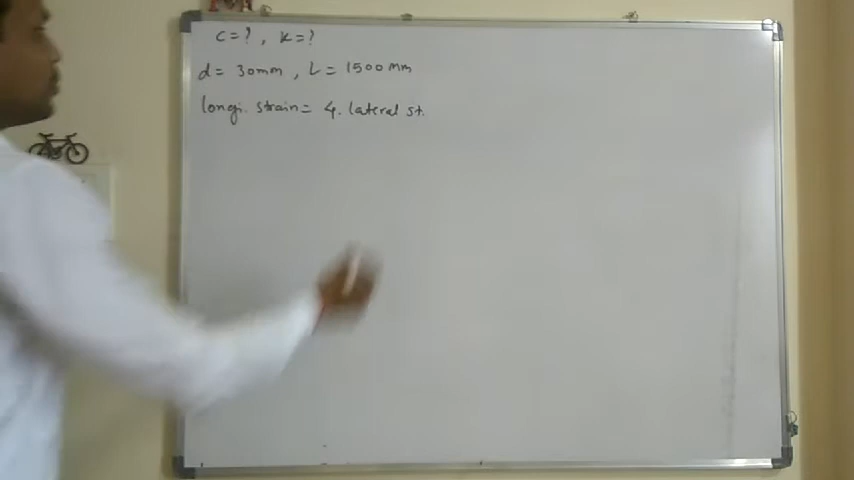 C = ? , K = ?
d = 30mm , L = 1500 mm
longi. strain = 4. lateral st.